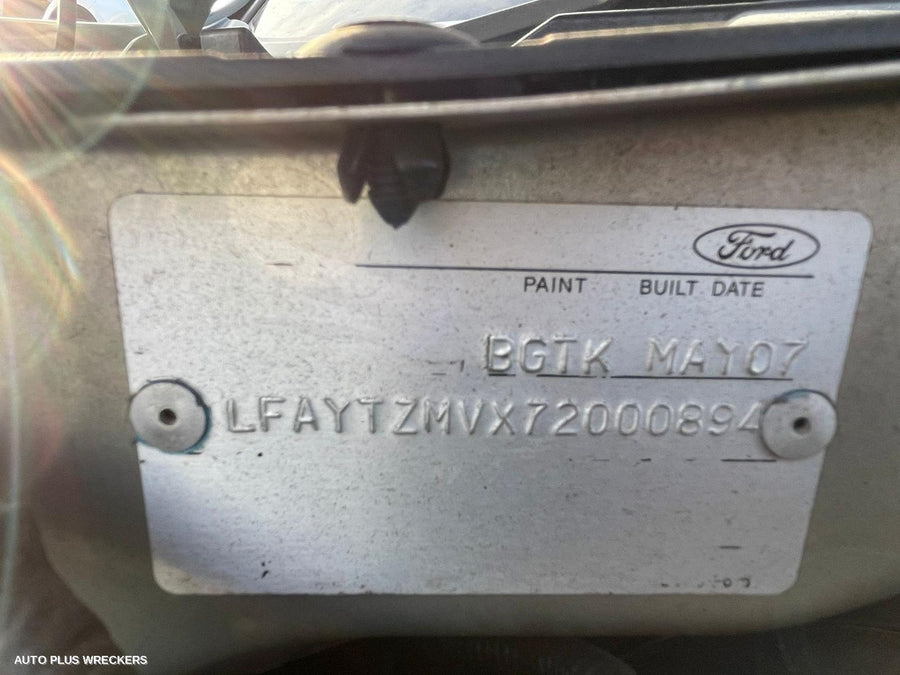 Ford
PAINT BUILT DATE
BGTK MAY07
LFAYTZMVX72000894
AUTO PLUS WRECKERS